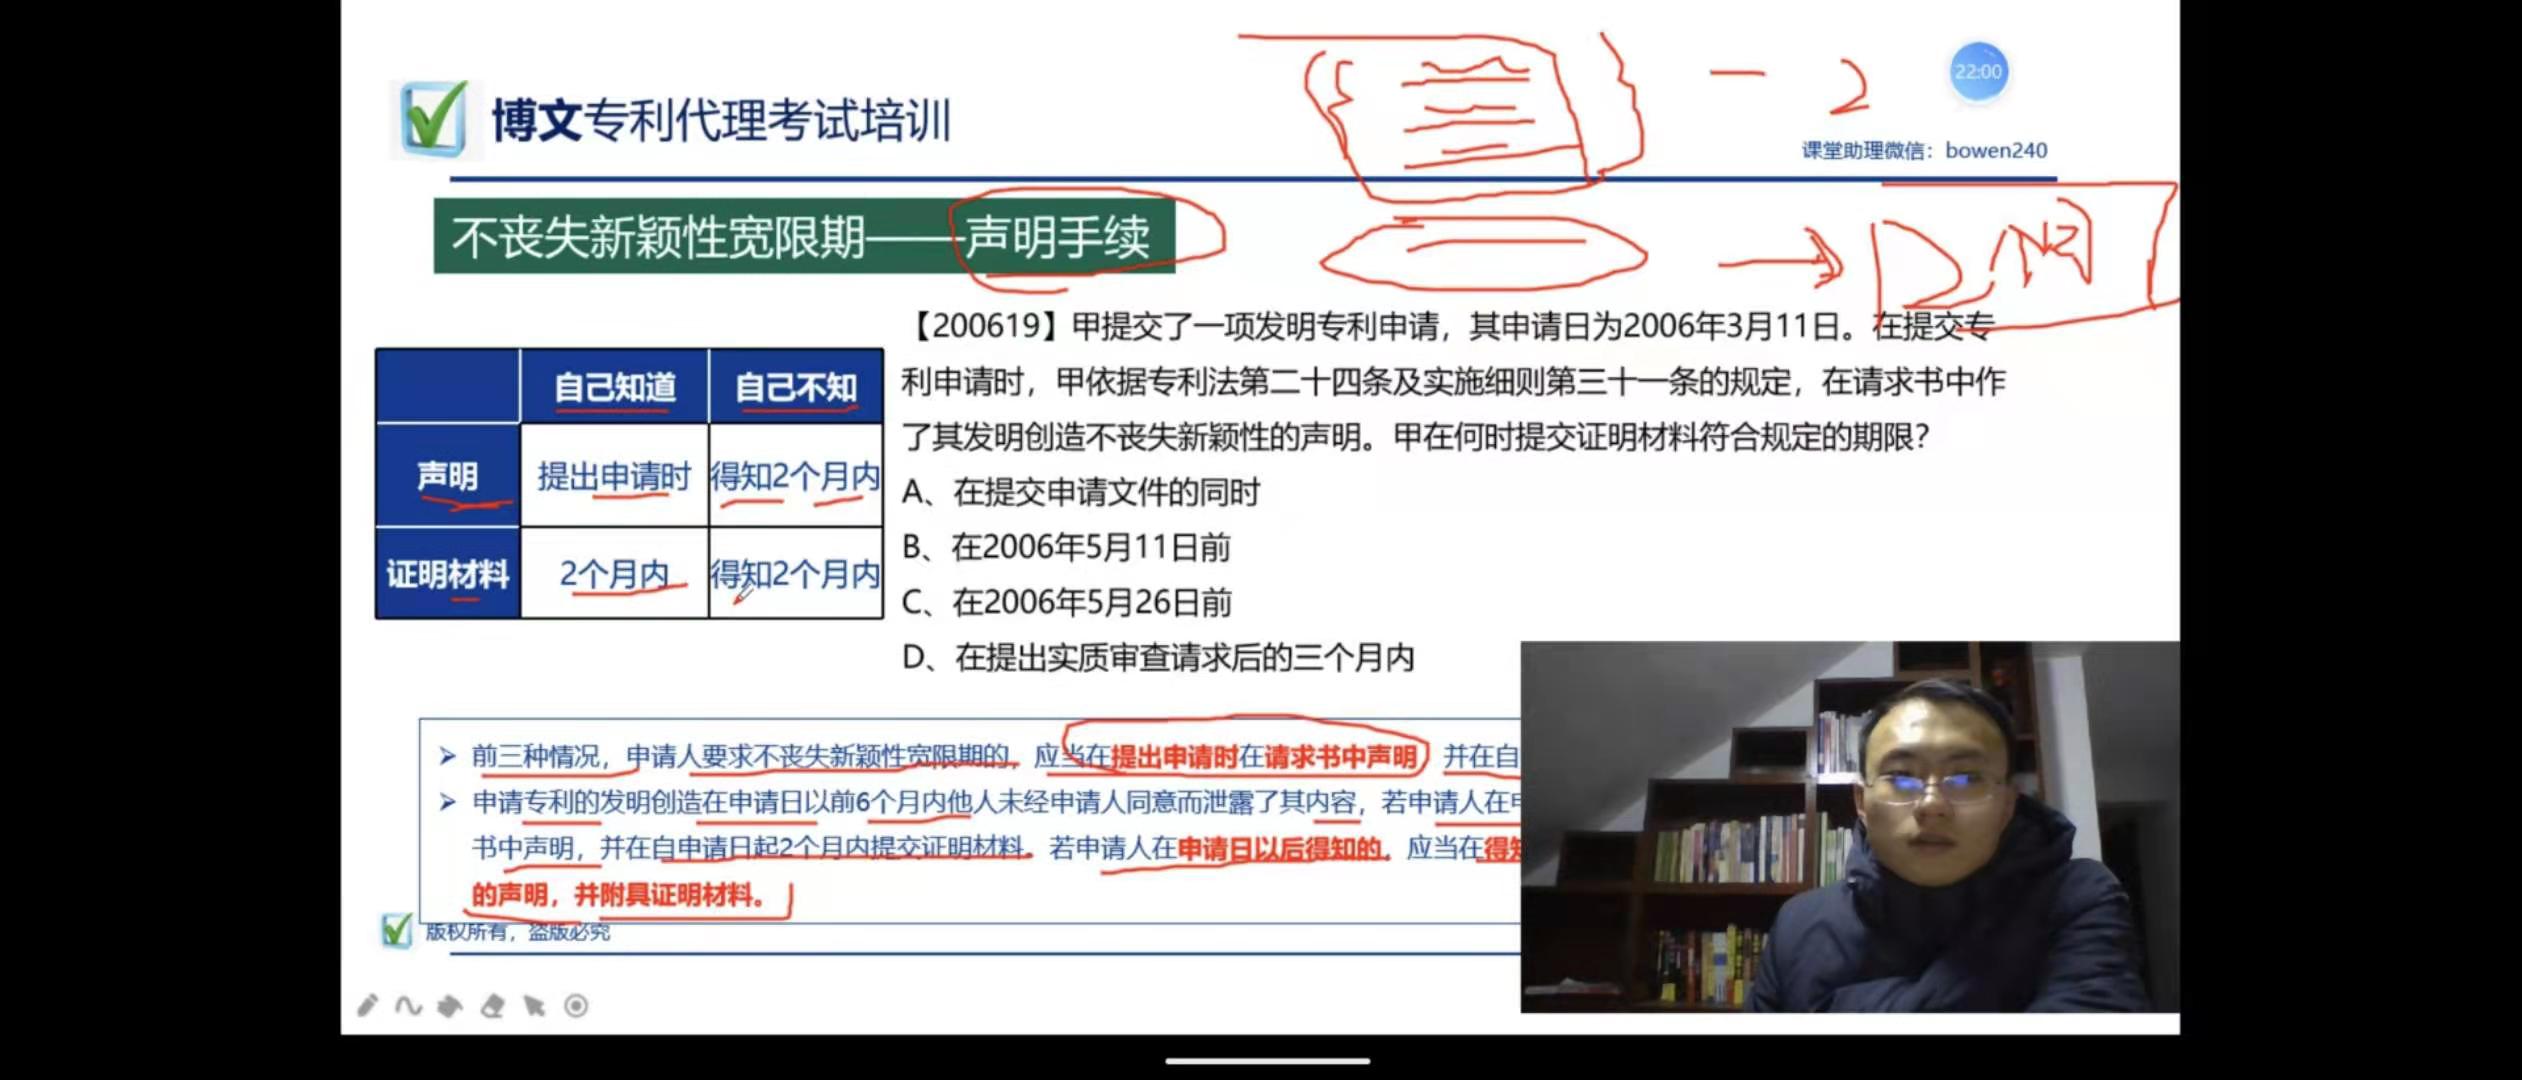 博文专利代理考试培训
22:00
课堂助理微信：bowen240
不丧失新颖性宽限期——声明手续
自己知道 自己不知
声明 提出申请时 得知2个月内
证明材料 2个月内 得知2个月内
【200619】甲提交了一项发明专利申请，其申请日为2006年3月11日。在提交专
利申请时，甲依据专利法第二十四条及实施细则第三十一条的规定，在请求书中作
了其发明创造不丧失新颖性的声明。甲在何时提交证明材料符合规定的期限？
A、在提交申请文件的同时
B、在2006年5月11日前
C、在2006年5月26日前
D、在提出实质审查请求后的三个月内
前三种情况，申请人要求不丧失新颖性宽限期的，应当在提出申请时在请求书中声明，并在自
申请专利的发明创造在申请日以前6个月内他人未经申请人同意而泄露了其内容，若申请人在
书中声明，并在自申请日起2个月内提交证明材料。若申请人在申请日以后得知的，应当在得
的声明，并附具证明材料。
版权所有，盗版必究
2